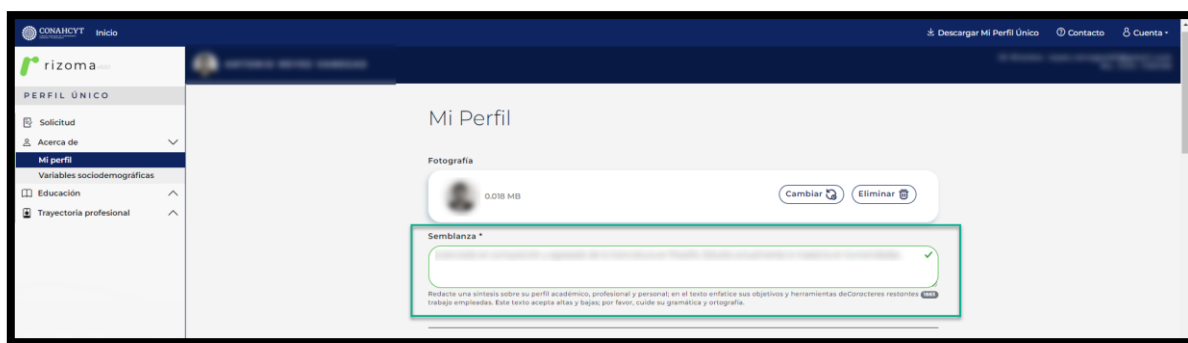 CONAHCYT Inicio
Descargar Mi Perfil Único Contacto Cuenta
rizoma
PERFIL ÚNICO
Solicitud
Acerca de
Mi perfil
Variables sociodemográficas
Educación
Trayectoria profesional
Mi Perfil
Fotografía
0.018 MB
Cambiar Eliminar
Semblanza *
Redacte una síntesis sobre su perfil académico, profesional y personal; en el texto enfatice sus objetivos y herramientas de Caracteres restantes
trabajo empleadas. Este texto acepta altas y bajas; por favor, cuide su gramática y ortografía.